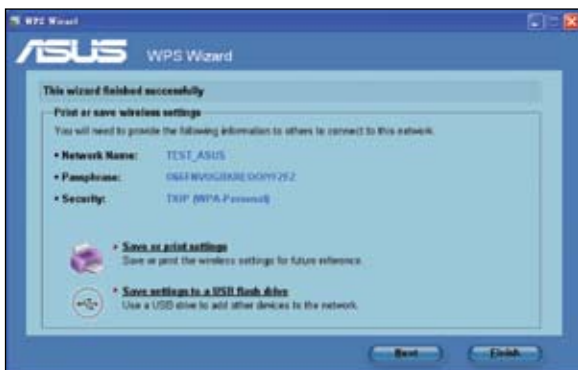 WPS Wizard
ASUS WPS Wizard
This wizard finished successfully
Print or save wireless settings
You will need to provide the following information to others to connect to this network.
• Network Name: TEST_ASUS
• Passphrase:
• Security: TKIP (WPA-Personal)
• Save or print settings
Save or print the wireless settings for future reference.
• Save settings to a USB flash drive
Use a USB drive to add other devices to the network.
Next Finish